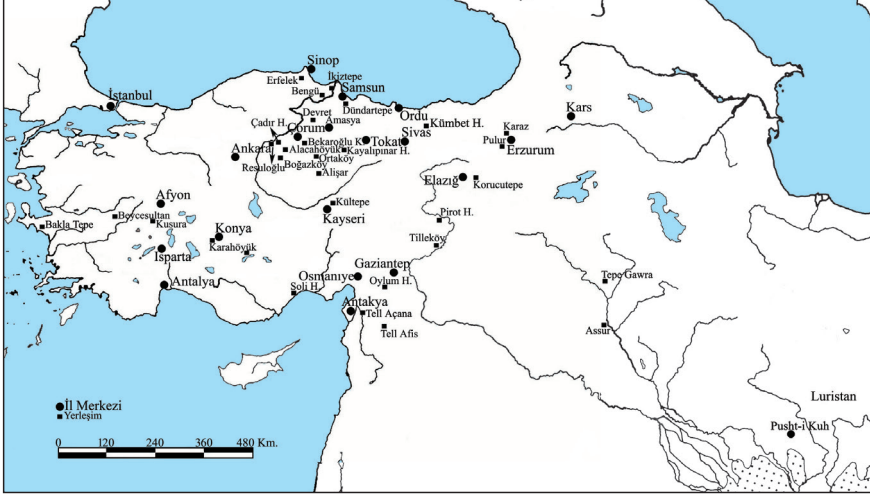 Sinop
Erfelek
İkiztepe
Bengü
Samsun
İstanbul
Dündartepe
Ordu
Devret
Amasya
Kümbet H.
Kars
Çadır H.
Çorum
Karaz
Bekaroğlu K.
Tokat
Sivas
Pulur
Erzurum
Ankara
Alacahöyük
Kayalıpınar H.
Resuloğlu
Boğazköy
Ortaköy
Alişar
Elazığ
Korucutepe
Afyon
Kültepe
Kayseri
Beycesultan
Kusura
Bakla Tepe
Pirot H.
Konya
Karahöyük
Tilleköy
Isparta
Gaziantep
Osmanıye
Oylum H.
Tepe Gawra
Antalya
Soli H.
Antakya
Tell Açana
Tell Afis
Assur
Luristan
Pusht-i Kuh
İl Merkezi
Yerleşim
0 120 240 360 480 Km.